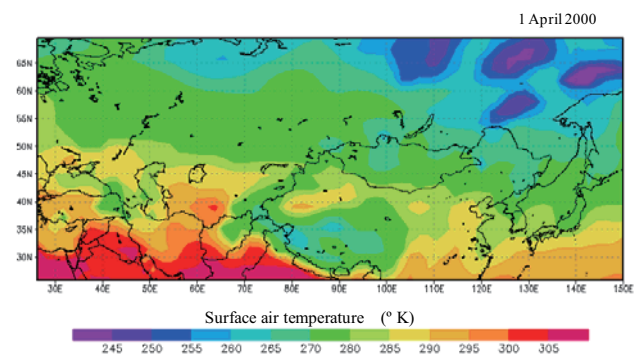 1 April 2000
65N
60N
55N
50N
45N
40N
35N
30N
30E 40E 50E 60E 70E 80E 90E 100E 110E 120E 130E 140E 150E
Surface air temperature (º K)
245 250 255 260 265 270 280 285 290 295 300 305